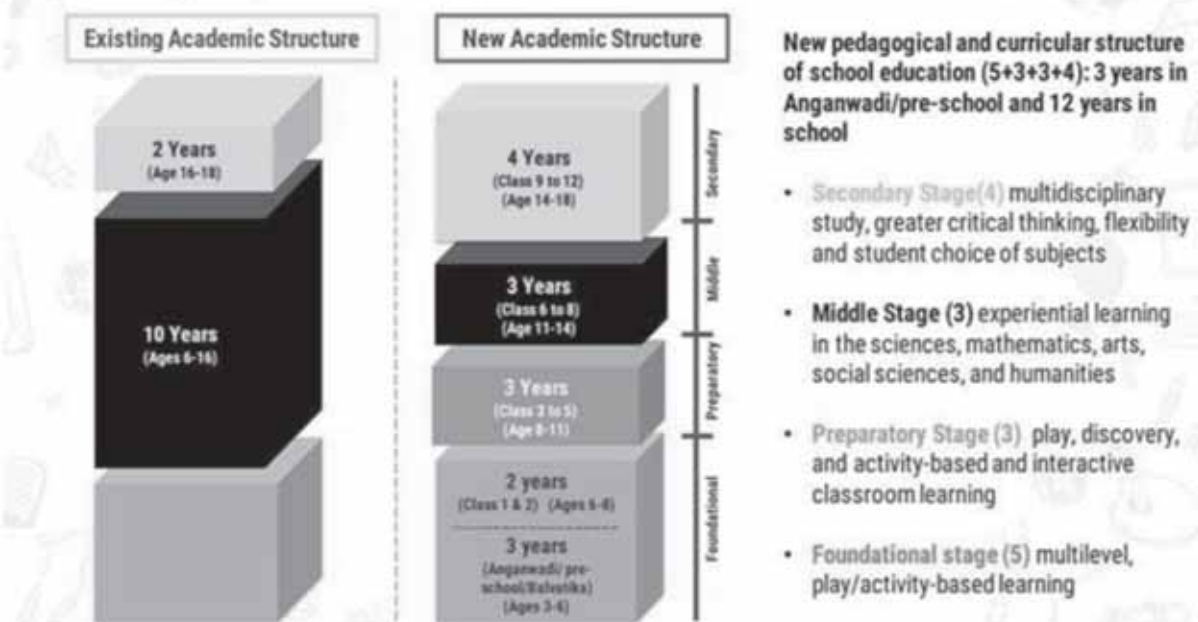 Existing Academic Structure
2 Years
(Age 16-18)
10 Years
(Ages 6-16)
New Academic Structure
4 Years
(Class 9 to 12)
(Age 14-18)
3 Years
(Class 6 to 8)
(Age 11-14)
3 Years
(Class 3 to 5)
(Age 8-11)
2 years
(Class 1 & 2) (Ages 6-8)
3 years
(Anganwadi/ pre-
school/Balvatika)
(Ages 3-6)
Secondary
Middle
Preparatory
Foundational
New pedagogical and curricular structure
of school education (5+3+3+4): 3 years in
Anganwadi/pre-school and 12 years in
school
• Secondary Stage(4) multidisciplinary
study, greater critical thinking, flexibility
and student choice of subjects
• Middle Stage (3) experiential learning
in the sciences, mathematics, arts,
social sciences, and humanities
• Preparatory Stage (3) play, discovery,
and activity-based and interactive
classroom learning
• Foundational stage (5) multilevel,
play/activity-based learning